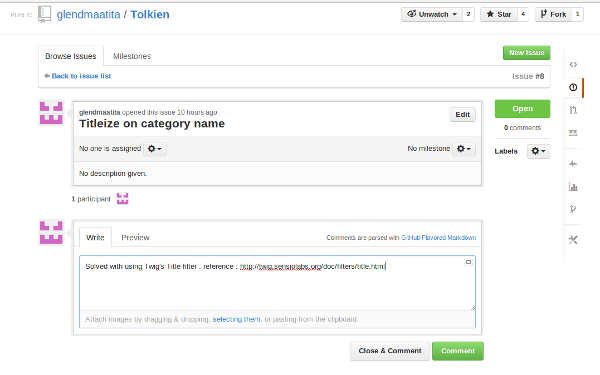 PUBLIC glendmaatita / Tolkien Unwatch 2 Star 4 Fork 1
Browse Issues Milestones New Issue
Back to issue list Issue #8
glendmaatita opened this issue 10 hours ago
Titleize on category name
Edit
Open
0 comments
No one is assigned No milestone
Labels
No description given.
1 participant
Write Preview Comments are parsed with GitHub Flavored Markdown
Solved with using Twig's Title filter . reference : http://twig.sensiolabs.org/doc/filters/title.html
Attach images by dragging & dropping, selecting them, or pasting from the clipboard.
Close & Comment Comment